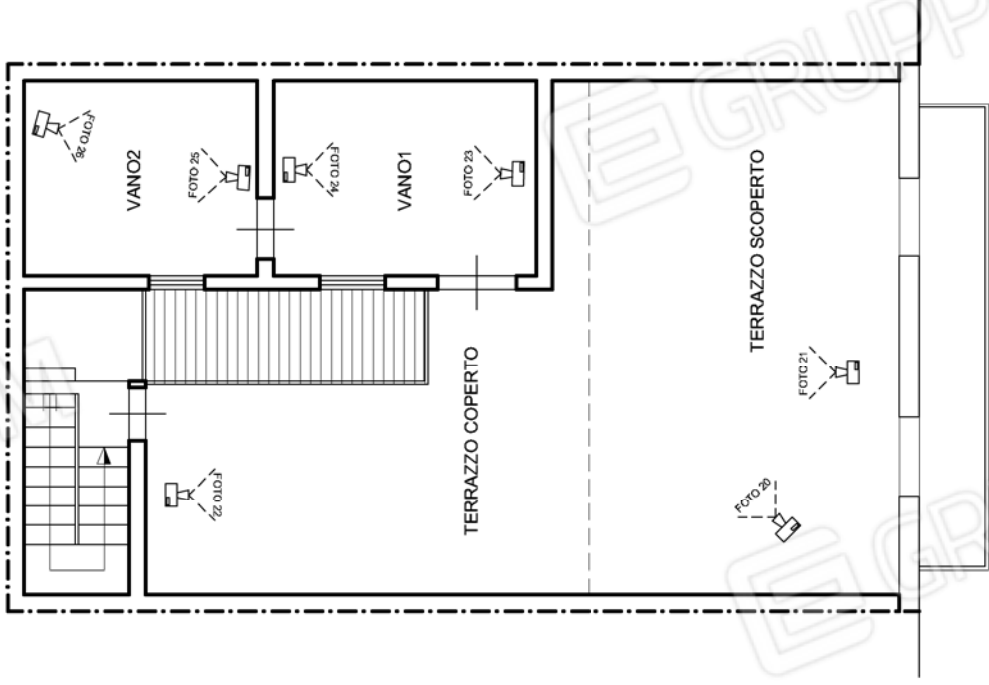 FOTO 26
VANO2
FOTO 25
FOTO 24
VANO1
FOTO 23
TERRAZZO SCOPERTO
TERRAZZO COPERTO
FOTO 21
FOTO 22
FOTO 20
GRUPP
GR
M